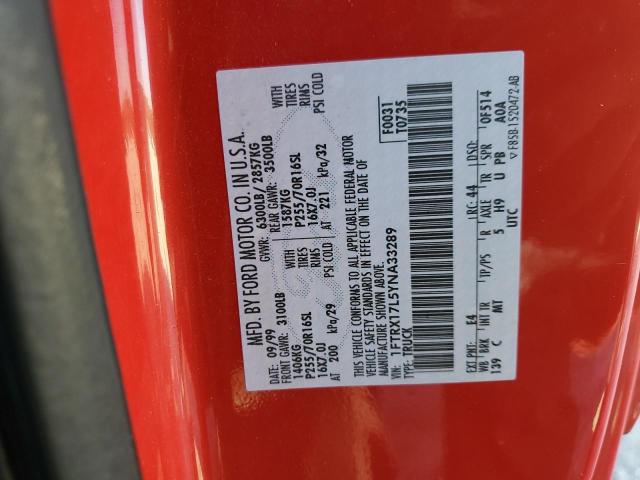 MFD. BY FORD MOTOR CO. IN U.S.A.
DATE: 09/99 GVWR: 6300LB/ 2857KG
FRONT GAWR: 3100LB REAR GAWR: 3500LB
1406KG WITH 1587KG WITH
P255/70R16SL TIRES P255/70R16SL TIRES
16X7.0J RIMS 16X7.0J RIMS
AT 200 kPa/29 PSI COLD AT 221 kPa/32 PSI COLD
THIS VEHICLE CONFORMS TO ALL APPLICABLE FEDERAL MOTOR
VEHICLE SAFETY STANDARDS IN EFFECT ON THE DATE OF
MANUFACTURE SHOWN ABOVE.
VIN: 1FTRX17L5YNA33289
TYPE: TRUCK
F0031
T0735
EXT PNT: E4 RC: 44 DSO: 0F514
WB BRK INT TR TP/PS R AXLE TR SPR AOA
139 C MT 5 H9 U PB
UTC ▽F85B-1520472-AB